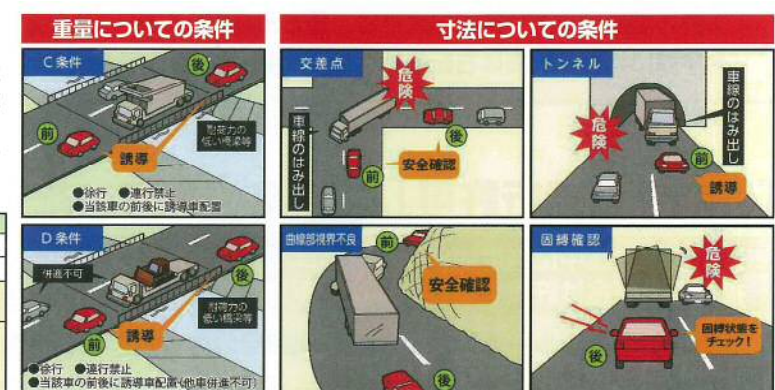 重量についての条件
C条件
後
前
誘導
耐荷力の
低い橋梁等
●徐行 ●連行禁止
●当該車の前後に誘導車配置
D条件
併進不可
後
耐荷力の
低い橋梁等
誘導
前
●徐行 ●連行禁止
●当該車の前後に誘導車配置(他車併進不可)
寸法についての条件
交差点
危険
車線のはみ出し
後
前
安全確認
トンネル
危険
車線のはみ出し
前
誘導
曲線部視界不良
前
安全確認
後
固縛確認
危険
後
固縛状態を
チェック！